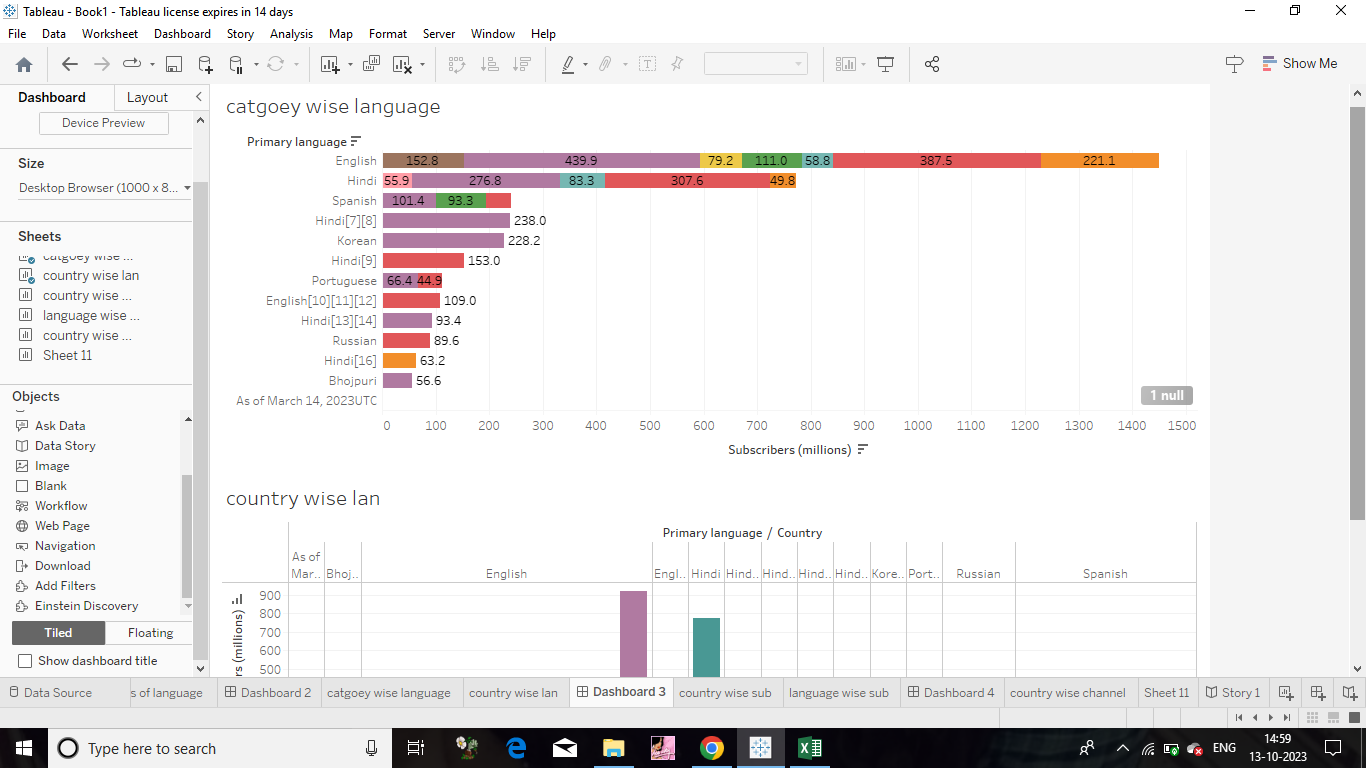 Tableau - Book1 - Tableau license expires in 14 days
File Data Worksheet Dashboard Story Analysis Map Format Server Window Help
Show Me
Dashboard Layout
Device Preview
Size
Desktop Browser (1000 x 8...
Sheets
catgoey wise ...
country wise lan
country wise ...
language wise ...
country wise ...
Sheet 11
Objects
Ask Data
Data Story
Image
Blank
Workflow
Web Page
Navigation
Download
Add Filters
Einstein Discovery
Tiled Floating
Show dashboard title
catgoey wise language
Primary language
English 152.8 439.9 79.2 111.0 58.8 387.5 221.1
Hindi 55.9 276.8 83.3 307.6 49.8
Spanish 101.4 93.3
Hindi[7][8] 238.0
Korean 228.2
Hindi[9] 153.0
Portuguese 66.4 44.9
English[10][11][12] 109.0
Hindi[13][14] 93.4
Russian 89.6
Hindi[16] 63.2
Bhojpuri 56.6
As of March 14, 2023UTC
1 null
0 100 200 300 400 500 600 700 800 900 1000 1100 1200 1300 1400 1500
Subscribers (millions)
country wise lan
Primary language / Country
As of
Mar.. Bhoj.. English Engl.. Hindi Hind.. Hind.. Hind.. Hind.. Kore.. Port.. Russian Spanish
900
800
700
600
500
rs (millions)
Data Source s of language Dashboard 2 catgoey wise language country wise lan Dashboard 3 country wise sub language wise sub Dashboard 4 country wise channel Sheet 11 Story 1
Type here to search
ENG
14:59
13-10-2023